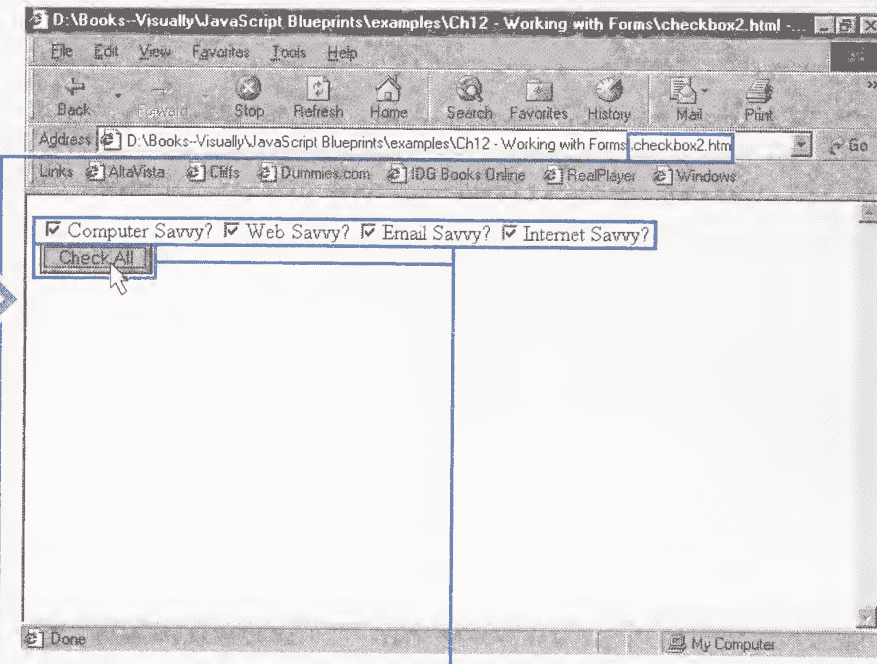 D:\Books--Visually\JavaScript Blueprints\examples\Ch12 - Working with Forms\checkbox2.html -...
File Edit View Favorites Tools Help
Back Forward Stop Refresh Home Search Favorites History Mail Print
Address D:\Books--Visually\JavaScript Blueprints\examples\Ch12 - Working with Forms\checkbox2.htm Go
Links AltaVista Cliffs Dummies.com IDG Books Online RealPlayer Windows
Computer Savvy? Web Savvy? Email Savvy? Internet Savvy?
Check All
Done My Computer